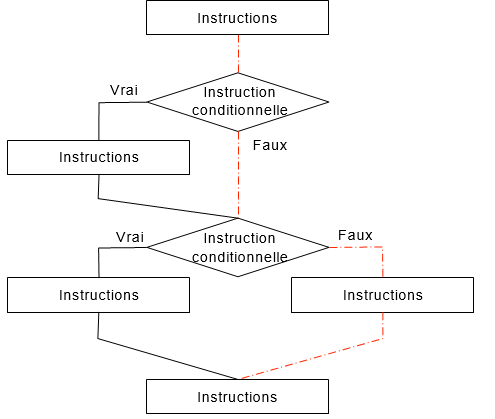 Instructions
Vrai
Instruction
conditionnelle
Faux
Instructions
Vrai
Instruction
conditionnelle
Faux
Instructions
Instructions
Instructions